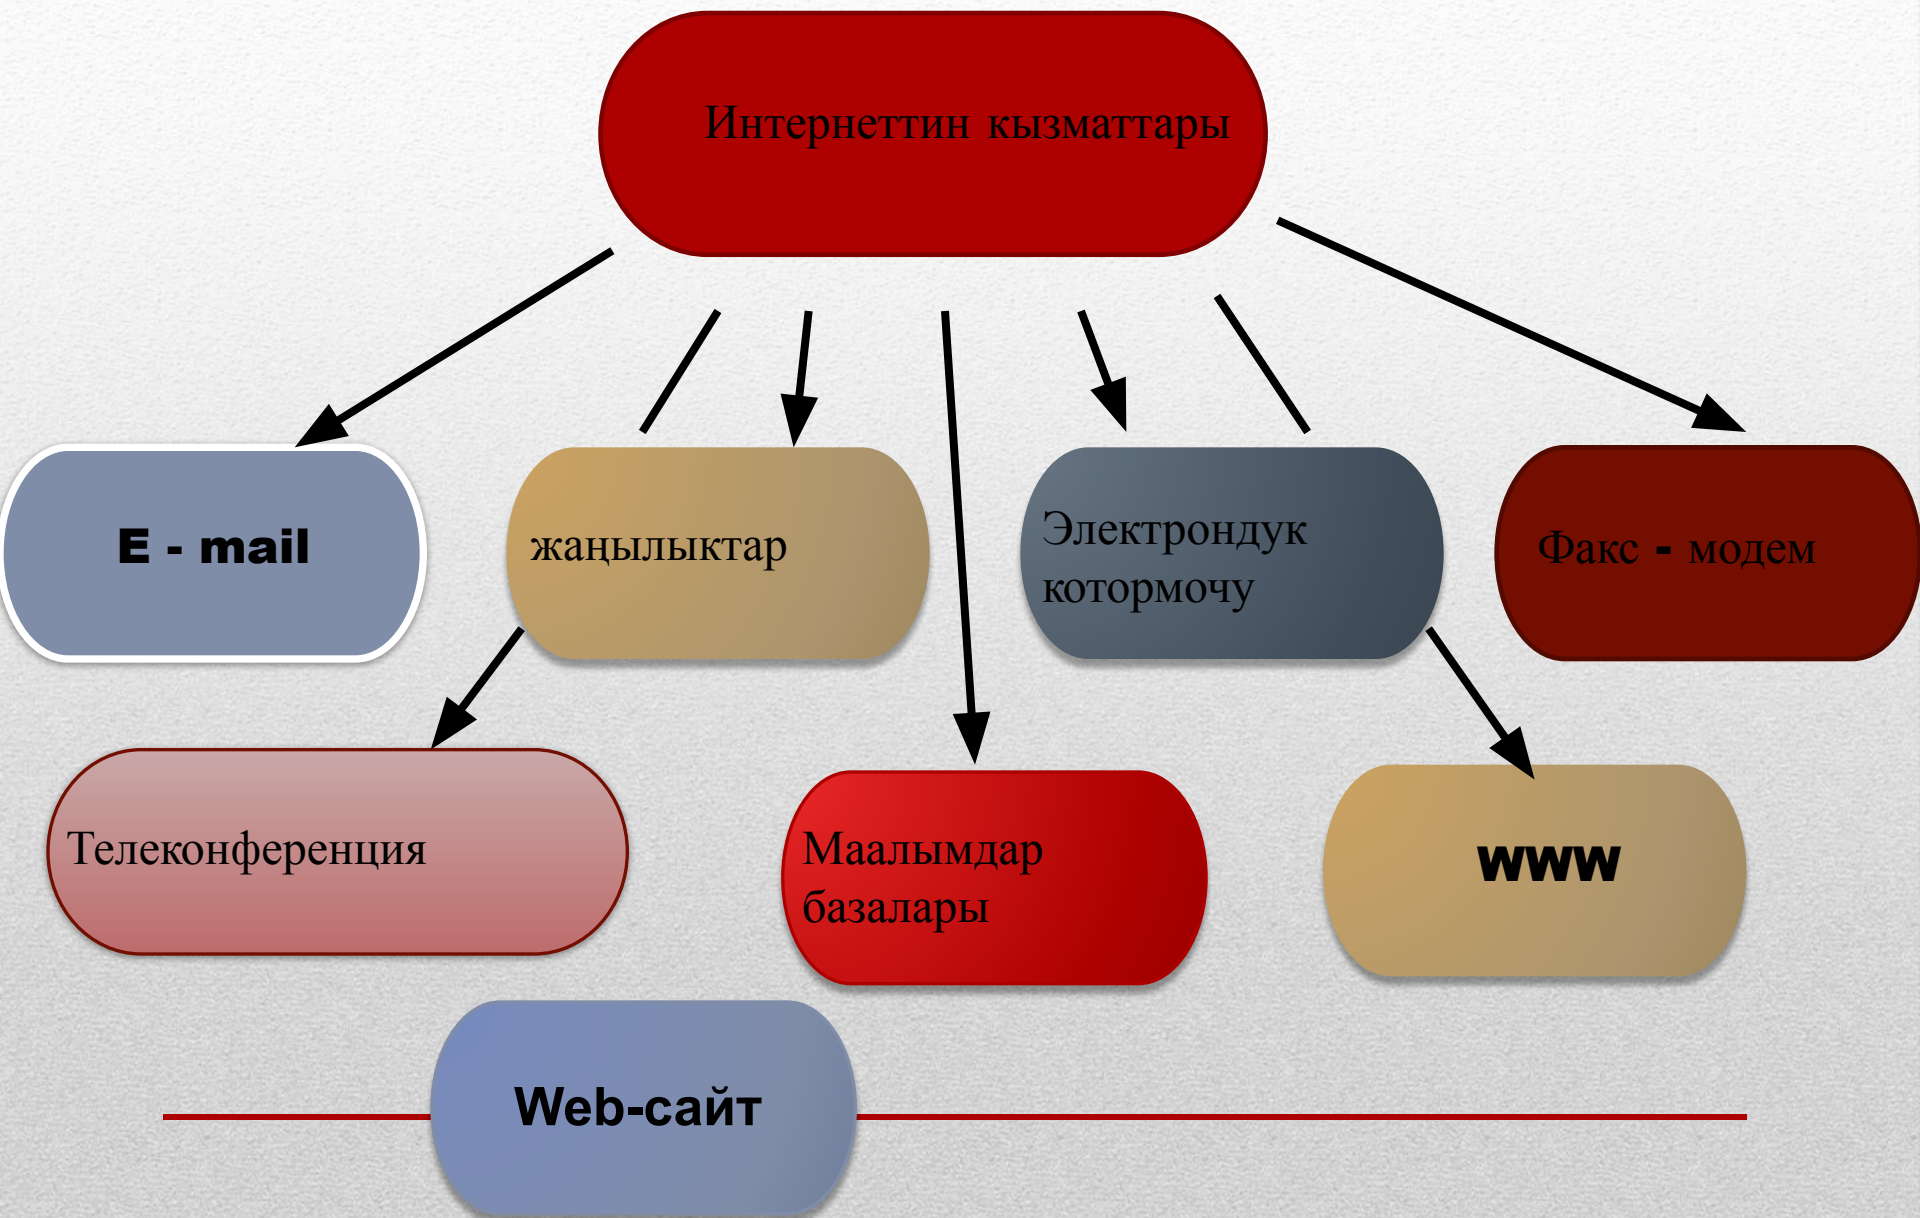 Интернеттин кызматтары
E - mail
жаңылыктар
Электрондук
котормочу
Факс - модем
Телеконференция
Маалымдар
базалары
www
Web-сайт